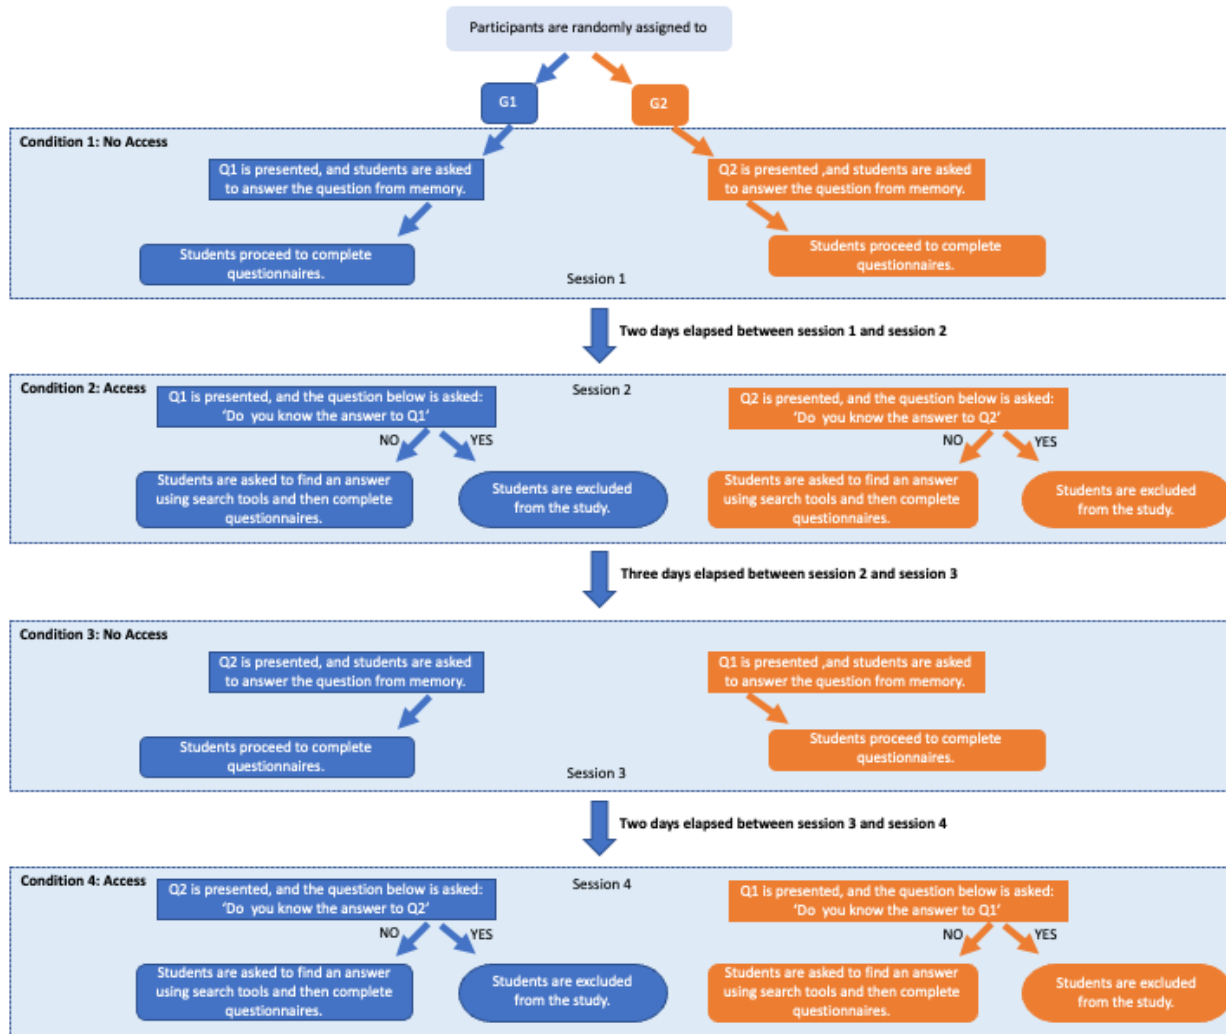 Participants are randomly assigned to
G1
G2
Condition 1: No Access
Q1 is presented, and students are asked
to answer the question from memory.
Q2 is presented ,and students are asked
to answer the question from memory.
Students proceed to complete
questionnaires.
Students proceed to complete
questionnaires.
Session 1
Two days elapsed between session 1 and session 2
Condition 2: Access
Session 2
Q1 is presented, and the question below is asked:
‘Do you know the answer to Q1’
Q2 is presented, and the question below is asked:
‘Do you know the answer to Q2’
NO
YES
NO
YES
Students are asked to find an answer
using search tools and then complete
questionnaires.
Students are excluded
from the study.
Students are asked to find an answer
using search tools and then complete
questionnaires.
Students are excluded
from the study.
Three days elapsed between session 2 and session 3
Condition 3: No Access
Q2 is presented, and students are asked
to answer the question from memory.
Q1 is presented ,and students are asked
to answer the question from memory.
Students proceed to complete
questionnaires.
Students proceed to complete
questionnaires.
Session 3
Two days elapsed between session 3 and session 4
Condition 4: Access
Session 4
Q2 is presented, and the question below is asked:
‘Do you know the answer to Q2’
Q1 is presented, and the question below is asked:
‘Do you know the answer to Q1’
NO
YES
NO
YES
Students are asked to find an answer
using search tools and then complete
questionnaires.
Students are excluded
from the study.
Students are asked to find an answer
using search tools and then complete
questionnaires.
Students are excluded
from the study.